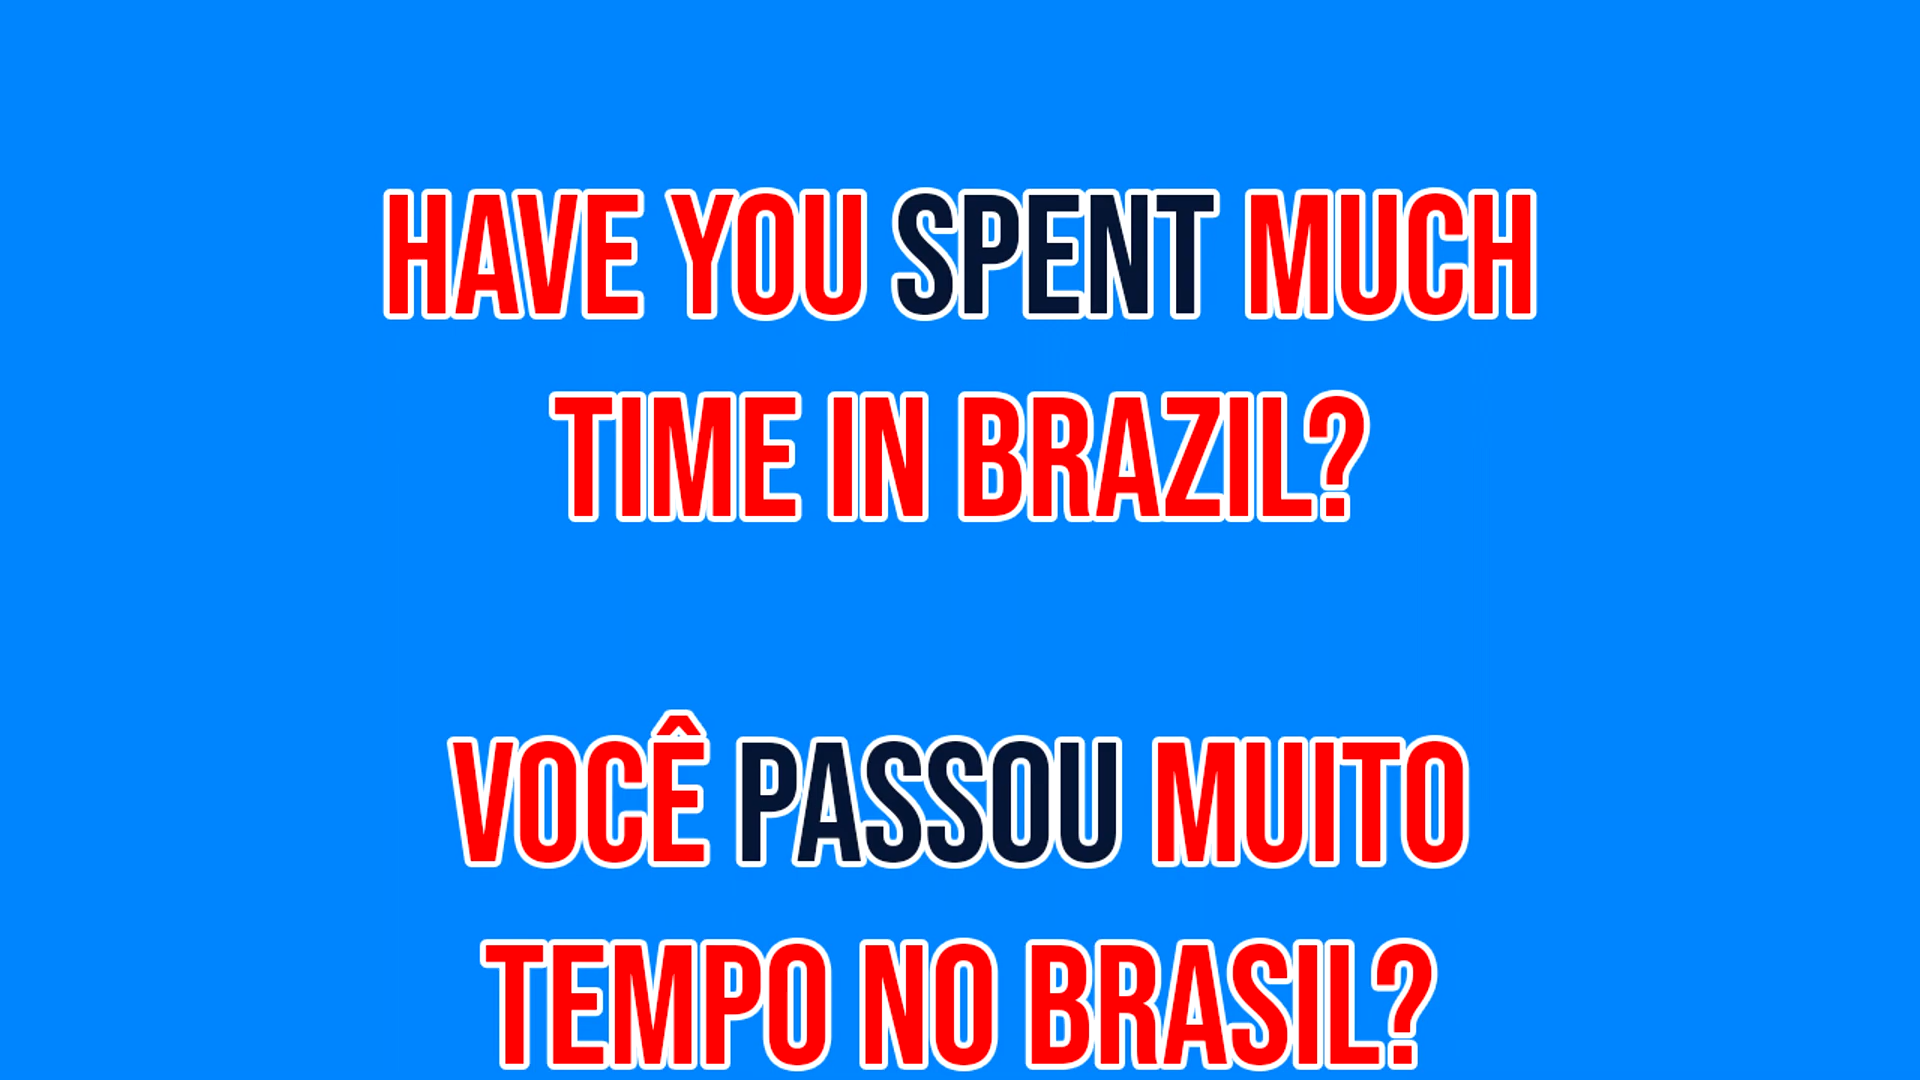 HAVE YOU SPENT MUCH
TIME IN BRAZIL?
VOCÊ PASSOU MUITO
TEMPO NO BRASIL?